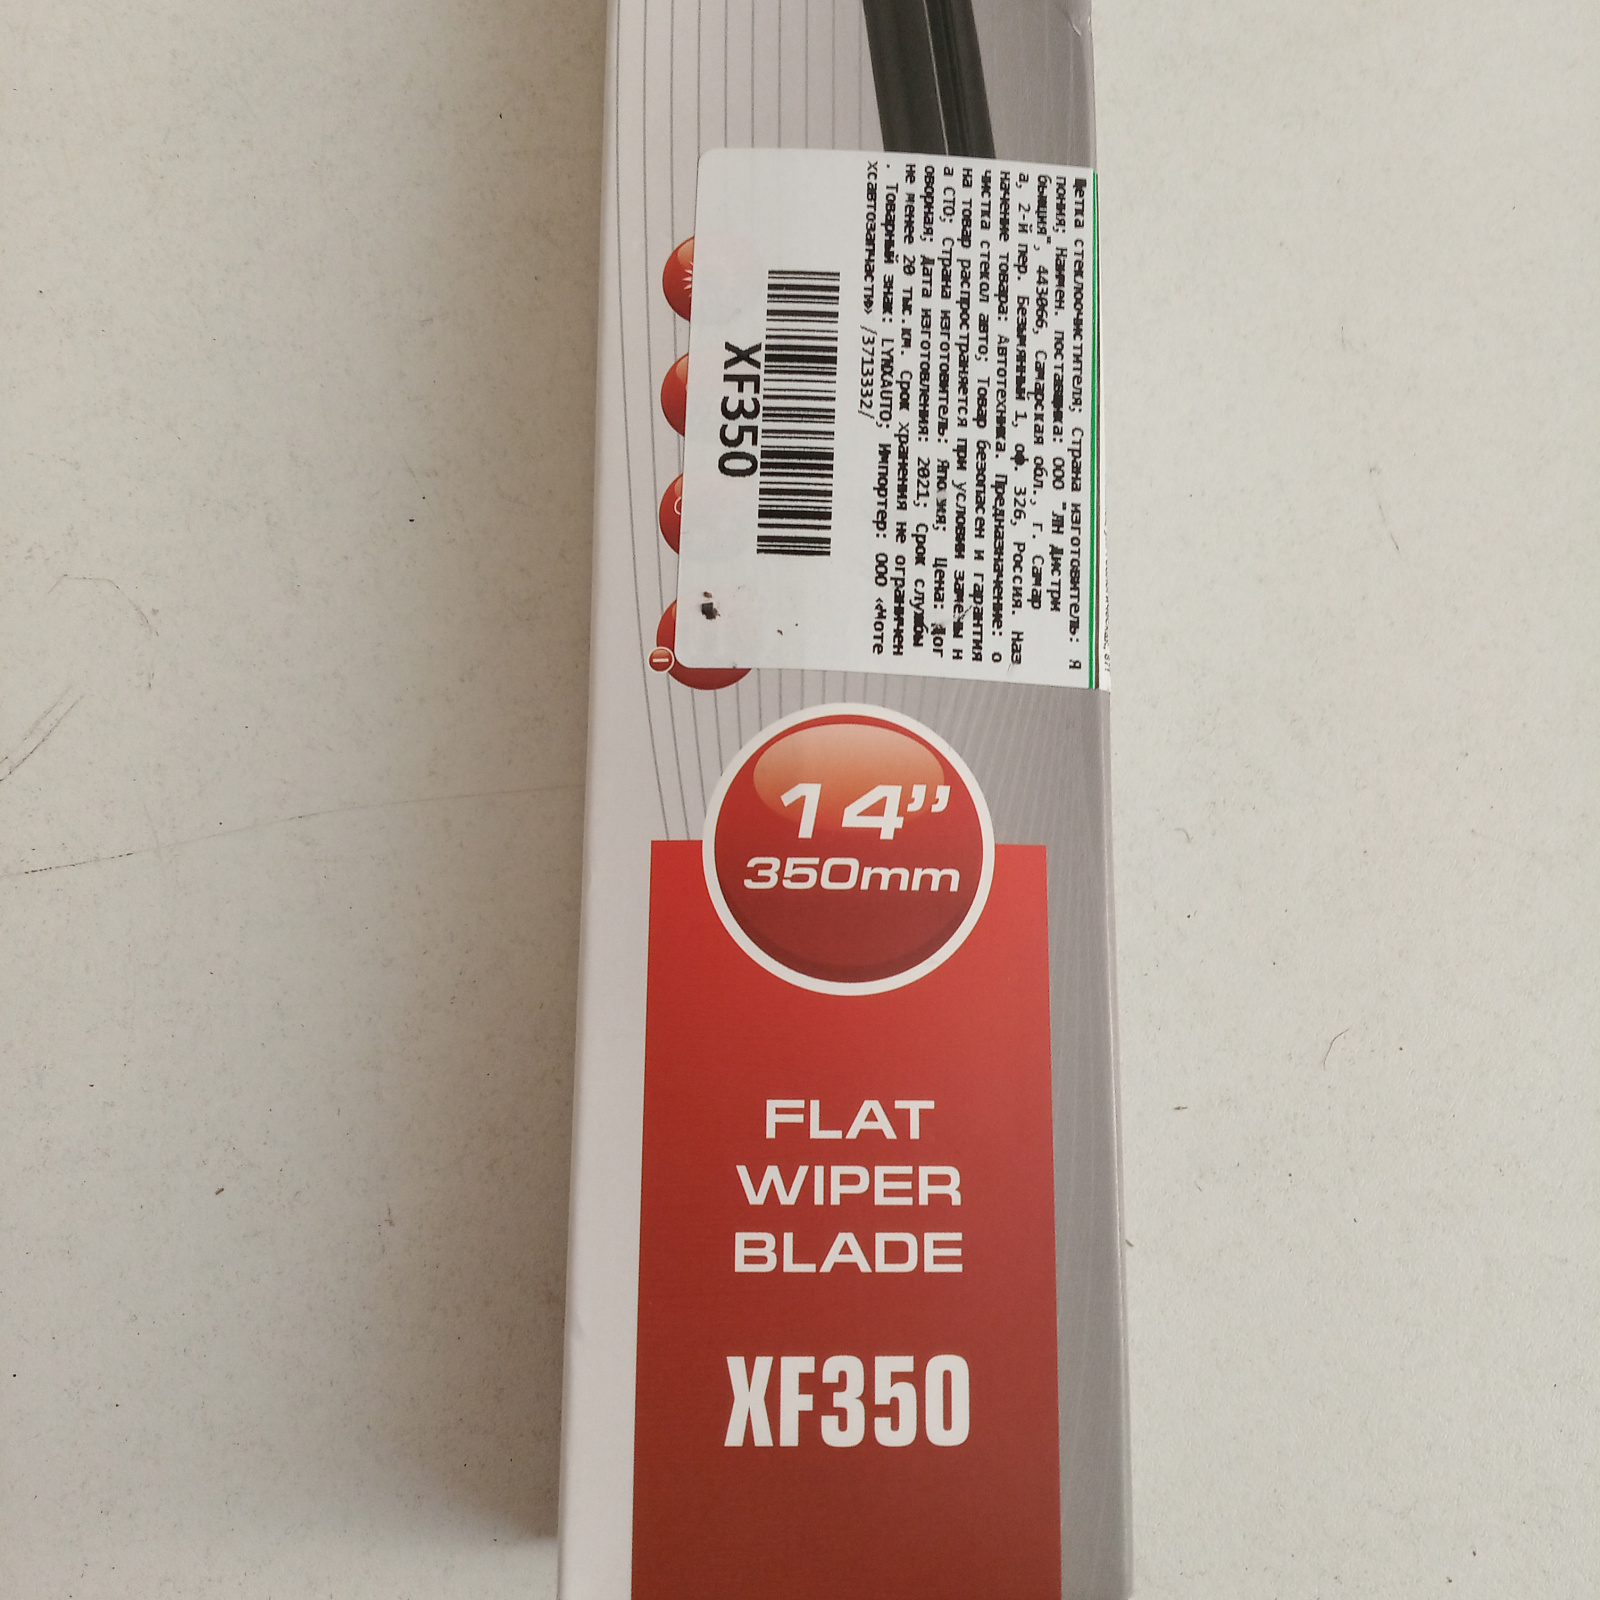 Щетка стеклоочистителя; Страна изготовитель: Я
пония; Наимен. поставщика: ООО "ЛН Дистри
бьюция", 443066, Самарская обл., г. Самар
а, 2-й пер. Безымянный 1, оф. 326, Россия. Наз
начение товара: Автотехника. Предназначение: о
чистка стекол авто; Товар безопасен и гарантия
на товар распространяется при условии замены н
а СТО; Страна изготовитель: Япония; Цена: Дог
оворная; Дата изготовления: 2021; Срок службы
не менее 20 тыс.км. Срок хранения не ограничен
. Товарный знак: LYNXAUTO; Импортер: ООО «Моте
хсавтозапчасти» /3713332/
XF350
14”
350mm
FLAT
WIPER
BLADE
XF350